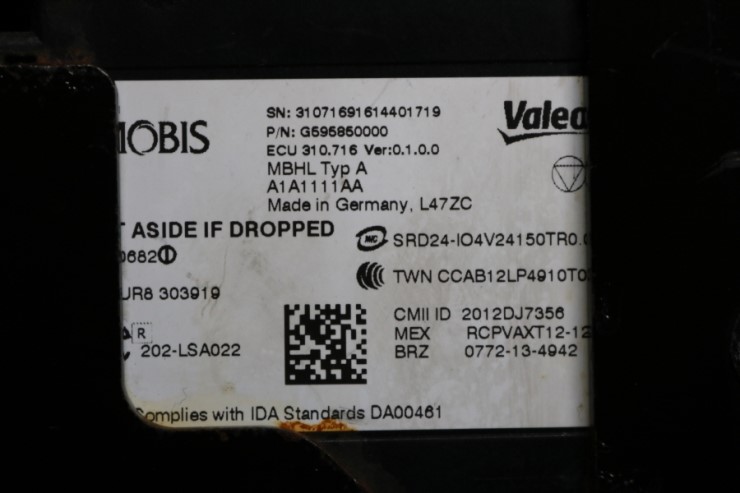 MOBIS
SN: 31071691614401719
P/N: G595850000
ECU 310.716 Ver:0.1.0.0
MBHL Typ A
A1A1111AA
Made in Germany, L47ZC
Valeo
ASIDE IF DROPPED
SRD24-IO4V24150TR0.
0682
TWN CCAB12LP4910T0
UR8 303919
R
202-LSA022
CMII ID 2012DJ7356
MEX RCPVAXT12-12
BRZ 0772-13-4942
Complies with IDA Standards DA00461